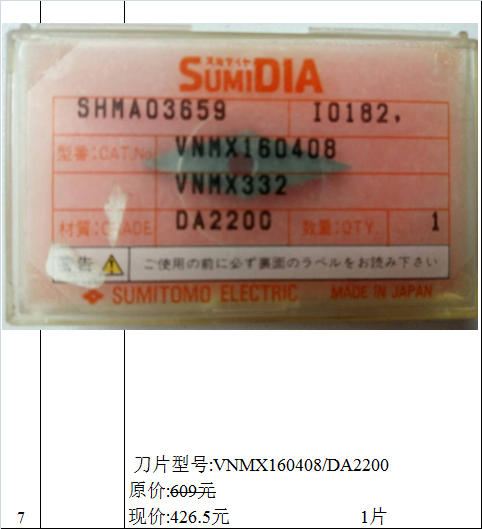 スミダイヤ
SUMIDIA
SHMA03659 I0182.
型番:CAT.No. VNMX160408
VNMX332
材質:GRADE DA2200 数量:QTY. 1
警告 ご使用の前に必ず裏面のラベルをお読み下さい
SUMITOMO ELECTRIC MADE IN JAPAN
刀片型号:VNMX160408/DA2200
原价:609元
7 现价:426.5元 1片